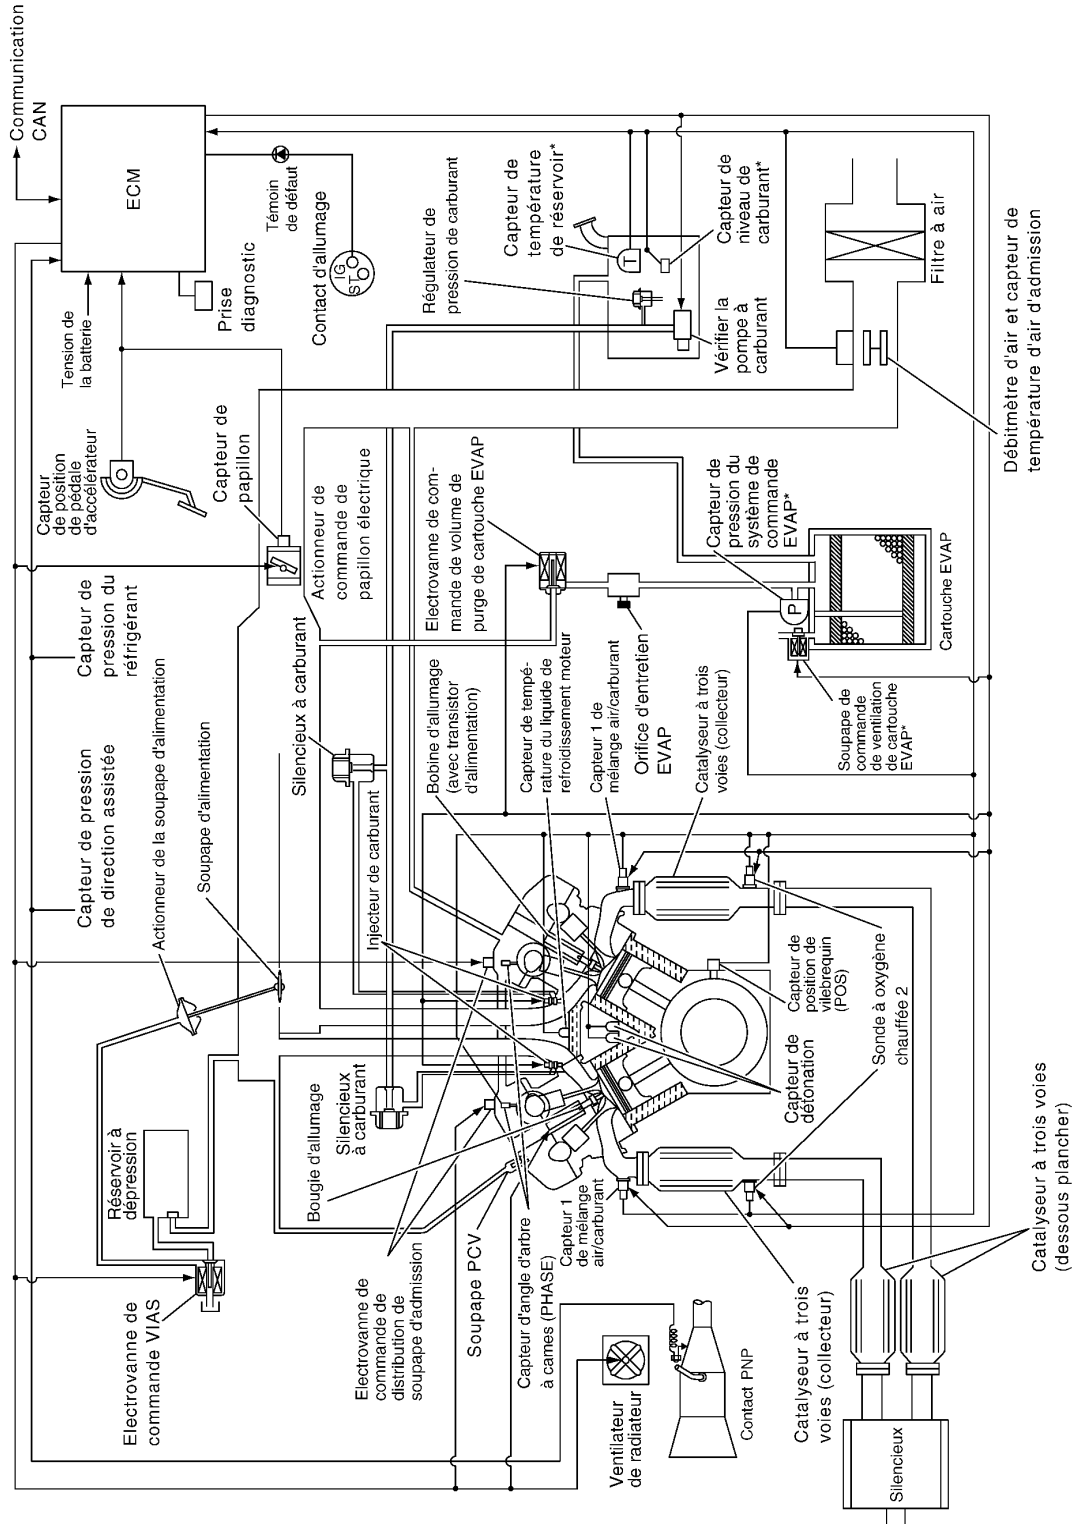 Communication
CAN
ECM
Tension de
la batterie
Prise
diagnostic
Témoin
de défaut
Contact d'allumage
IG
ST
Capteur
de position
de pédale
d'accélérateur
Capteur de
papillon
Actionneur de
commande de
papillon électrique
Régulateur de
pression de carburant
Capteur de
température
de réservoir*
T
Capteur de
niveau de
carburant*
Vérifier la
pompe à
carburant
Filtre à air
Débitmètre d'air et capteur de
température d'air d'admission
Capteur de
pression du
réfrigérant
Capteur de pression
de direction assistée
Actionneur de la soupape d'alimentation
Soupape d'alimentation
Silencieux à carburant
Injecteur de carburant
Electrovanne de com-
mande de volume de
purge de cartouche EVAP
Bobine d'allumage
(avec transistor
d'alimentation)
Capteur de tempé-
rature du liquide de
refroidissement moteur
Capteur 1 de
mélange air/carburant
Orifice d'entretien
EVAP
Catalyseur à trois
voies (collecteur)
Capteur de
pression du
système de
commande
EVAP*
P
Cartouche EVAP
Soupape de
commande
de ventilation
de cartouche
EVAP*
Réservoir à
dépression
Electrovanne de
commande VIAS
Silencieux
à carburant
Bougie d'allumage
Electrovanne de
commande de
distribution de
soupape d'admission
Soupape PCV
Capteur d'angle d'arbre
à cames (PHASE)
Capteur 1
de mélange
air/carburant
Capteur de
détonation
Capteur de
position de
vilebrequin
(POS)
Sonde à oxygène
chauffée 2
Ventilateur
de radiateur
Contact PNP
Catalyseur à trois
voies (collecteur)
Silencieux
Catalyseur à trois voies
(dessous plancher)